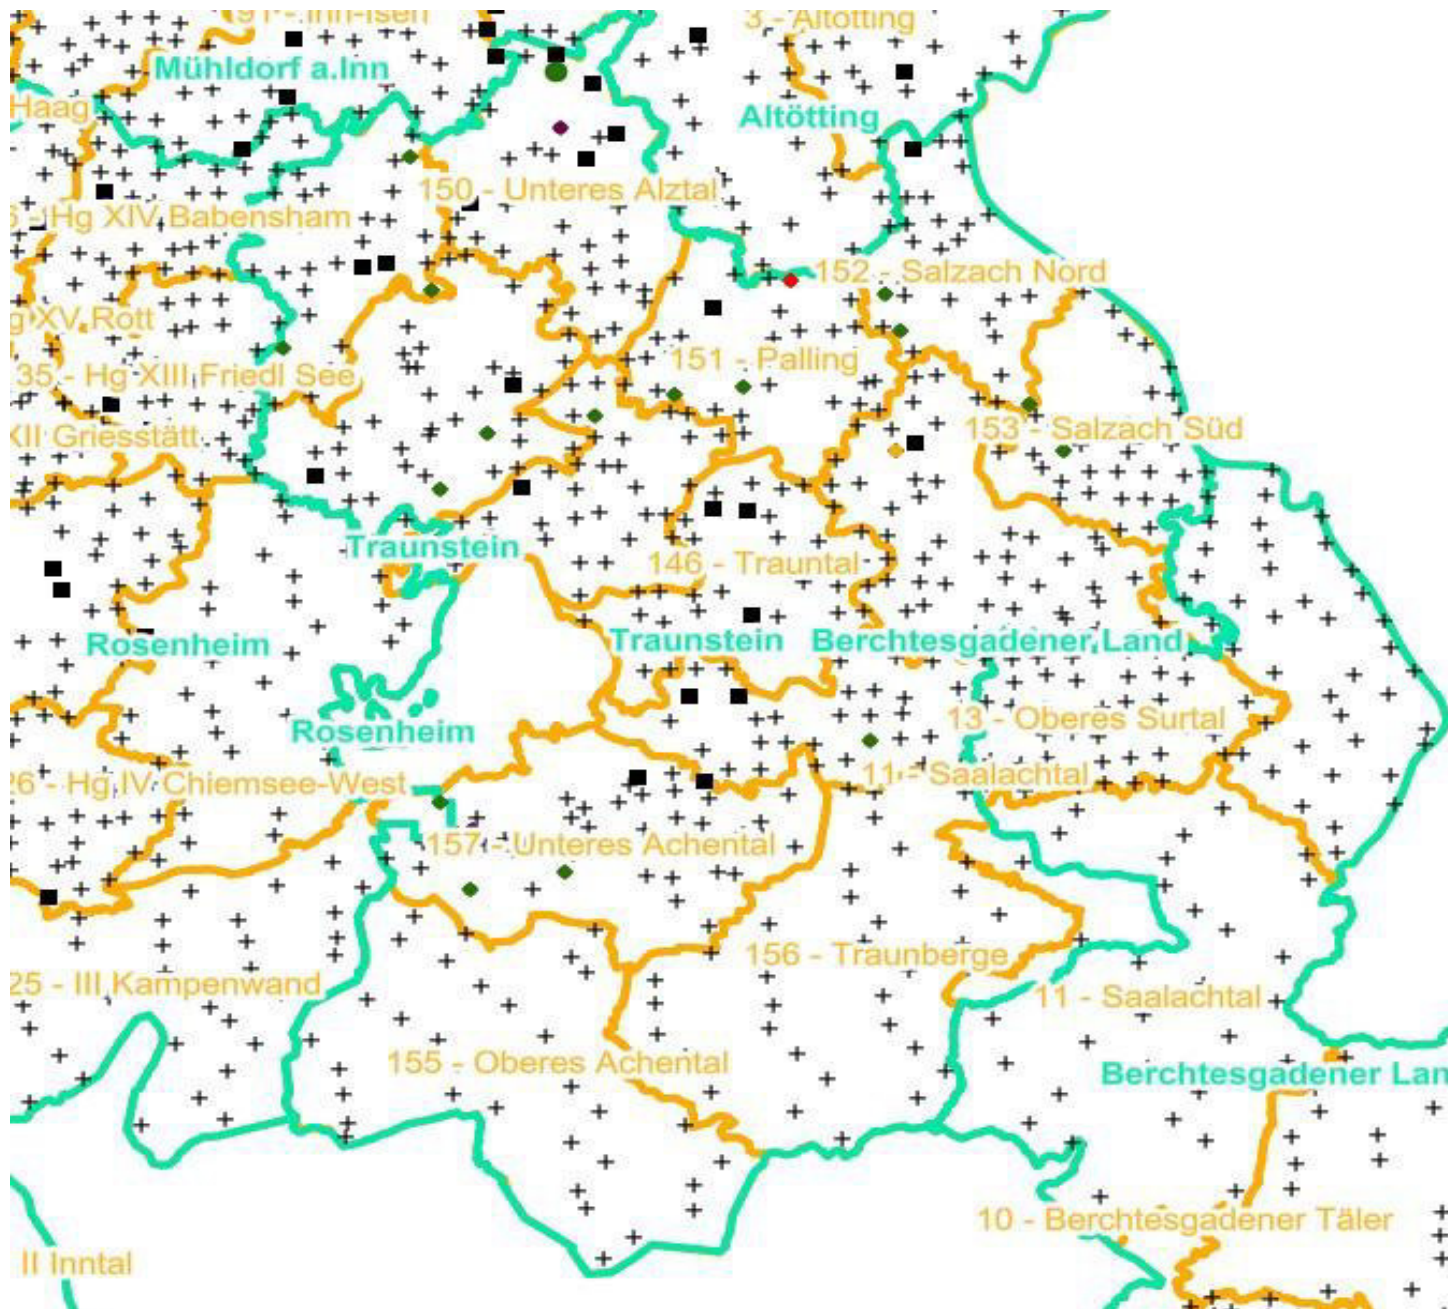 91 - Inn-Isen
3 - Altötting
Mühldorf a.Inn
Haag
Altötting
150 - Unteres Alztal
Hg XIV Babensham
152 - Salzach Nord
g XV Rott
151 - Palling
35 - Hg XIII Friedl See
XII Griesstätt
153 - Salzach Süd
Traunstein
146 - Trauntal
Rosenheim
Traunstein
Berchtesgadener Land
Rosenheim
13 - Oberes Surtal
26 - Hg IV Chiemsee-West
11 - Saalachtal
157 - Unteres Achental
156 - Traunberge
25 - III Kampenwand
11 - Saalachtal
155 - Oberes Achental
Berchtesgadener Lan
10 - Berchtesgadener Täler
II Inntal